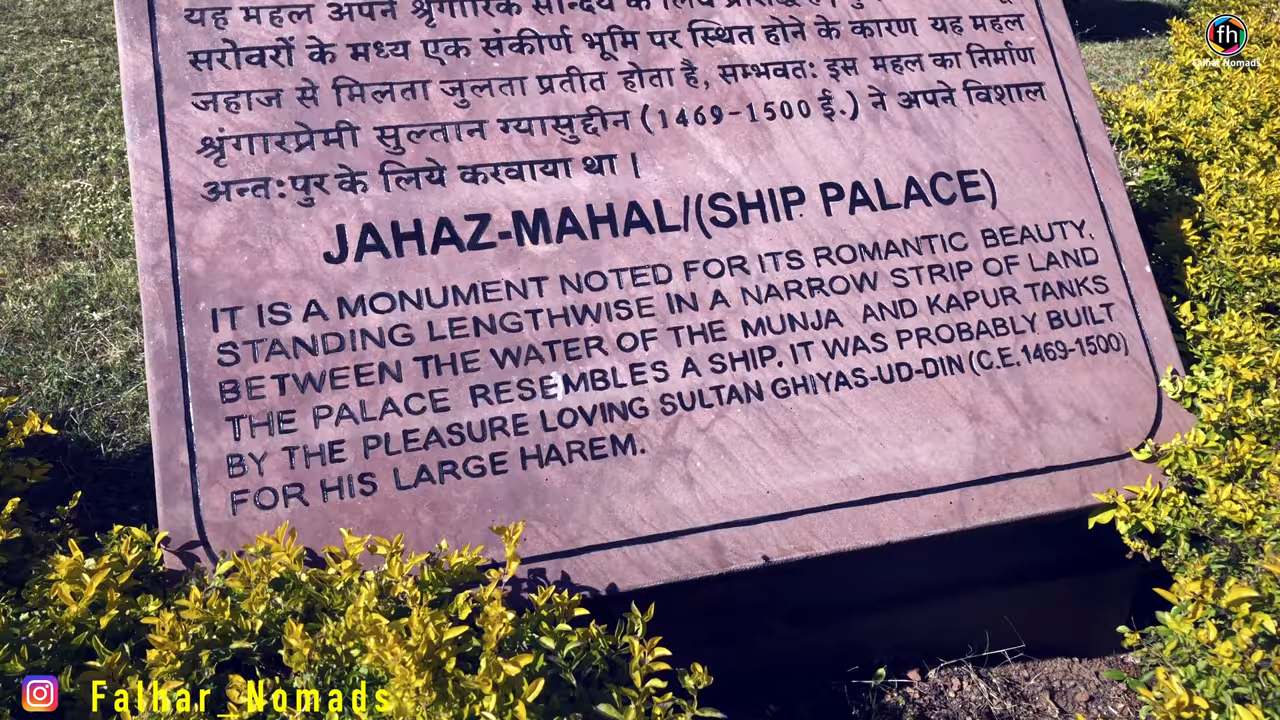 यह महल अपने श्रृंगारिक सौन्दर्य के लिये प्रसिद्ध है।
सरोवरों के मध्य एक संकीर्ण भूमि पर स्थित होने के कारण यह महल
जहाज से मिलता जुलता प्रतीत होता है, सम्भवतः इस महल का निर्माण
श्रृंगारप्रेमी सुल्तान ग्यासुद्दीन (1469-1500 ई.) ने अपने विशाल
अन्तःपुर के लिये करवाया था।
JAHAZ-MAHAL/(SHIP PALACE)
IT IS A MONUMENT NOTED FOR ITS ROMANTIC BEAUTY.
STANDING LENGTHWISE IN A NARROW STRIP OF LAND
BETWEEN THE WATER OF THE MUNJA AND KAPUR TANKS
THE PALACE RESEMBLES A SHIP. IT WAS PROBABLY BUILT
BY THE PLEASURE LOVING SULTAN GHIYAS-UD-DIN (C.E.1469-1500)
FOR HIS LARGE HAREM.
fh
Falhar Nomads
Falhar_Nomads